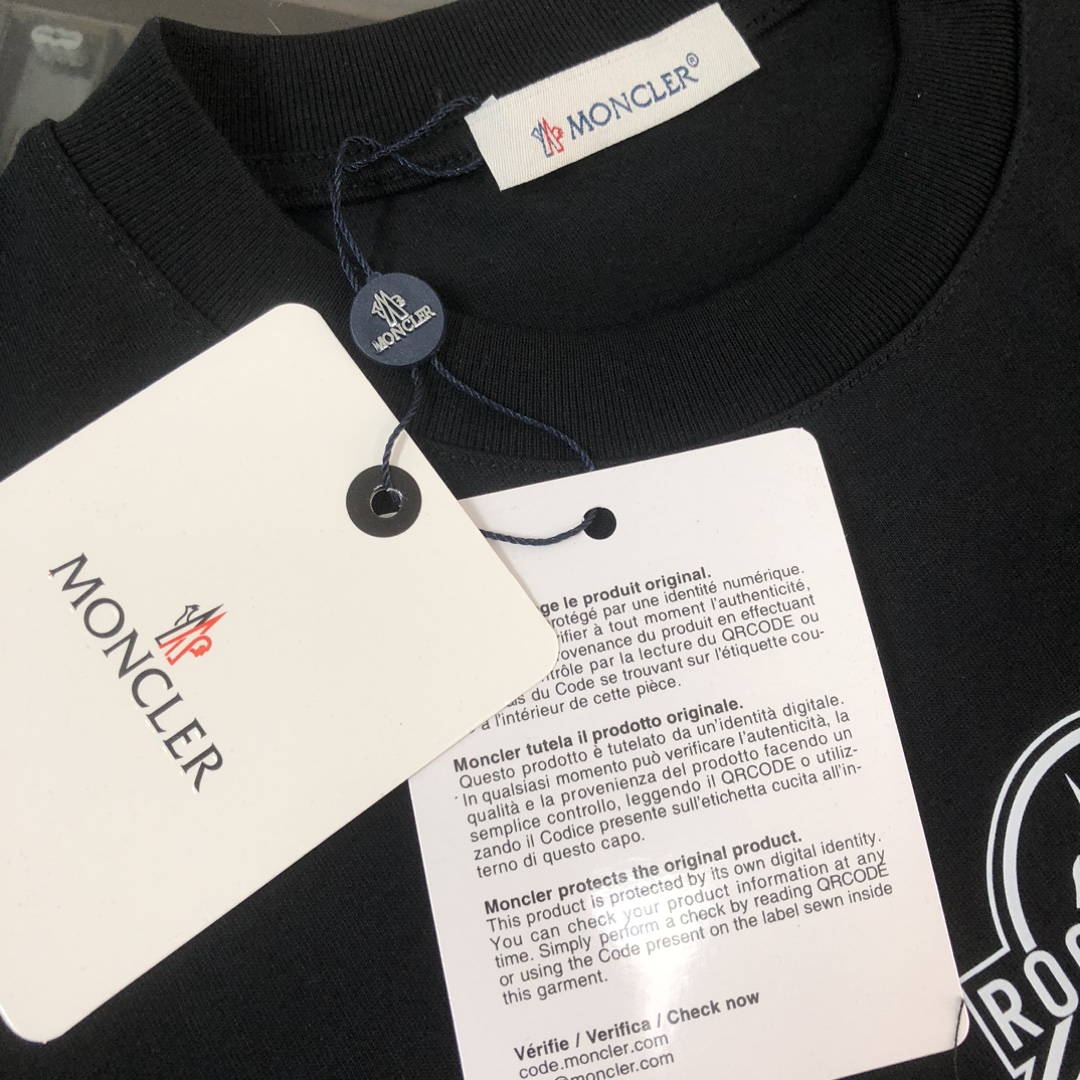 MONCLER®
MONCLER
MONCLER
ge le produit original.
rotégé par une identité numérique.
rifier à tout moment l'authenticité,
ovenance du produit en effectuant
ntrôle par la lecture du QRCODE ou
du Code se trouvant sur l'étiquette cou-
à l'intérieur de cette pièce.
Moncler tutela il prodotto originale.
Questo prodotto è tutelato da un'identità digitale.
In qualsiasi momento può verificare l'autenticità, la
qualità e la provenienza del prodotto facendo un
semplice controllo, leggendo il QRCODE o utiliz-
zando il Codice presente sull'etichetta cucita all'in-
terno di questo capo.
Moncler protects the original product.
This product is protected by its own digital identity.
You can check your product information at any
time. Simply perform a check by reading QRCODE
or using the Code present on the label sewn inside
this garment.
Vérifie / Verifica / Check now
code.moncler.com
@moncler.com
RO